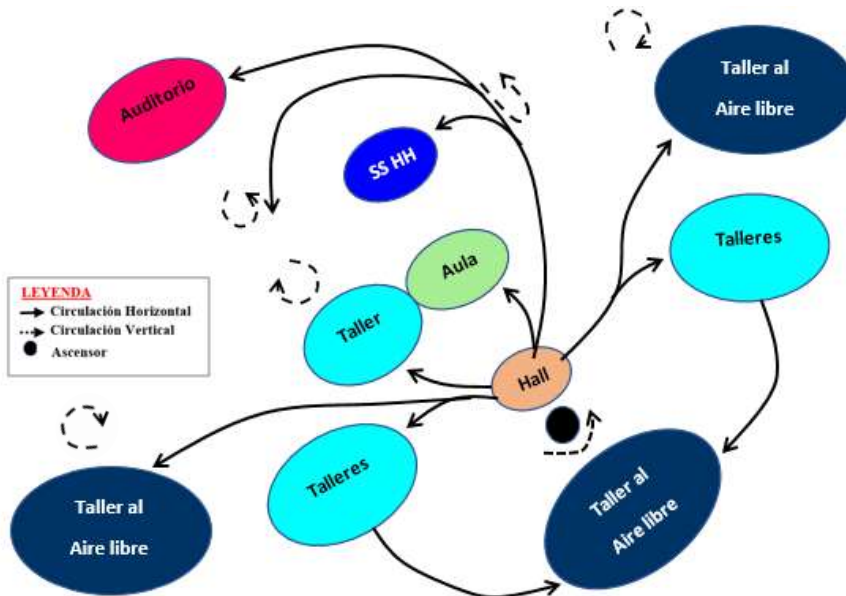 Auditorio
Taller al
Aire libre
SS HH
Talleres
Aula
LEYENDA
Circulación Horizontal
Circulación Vertical
Ascensor
Taller
Hall
Talleres
Taller al
Aire libre
Taller al
Aire libre